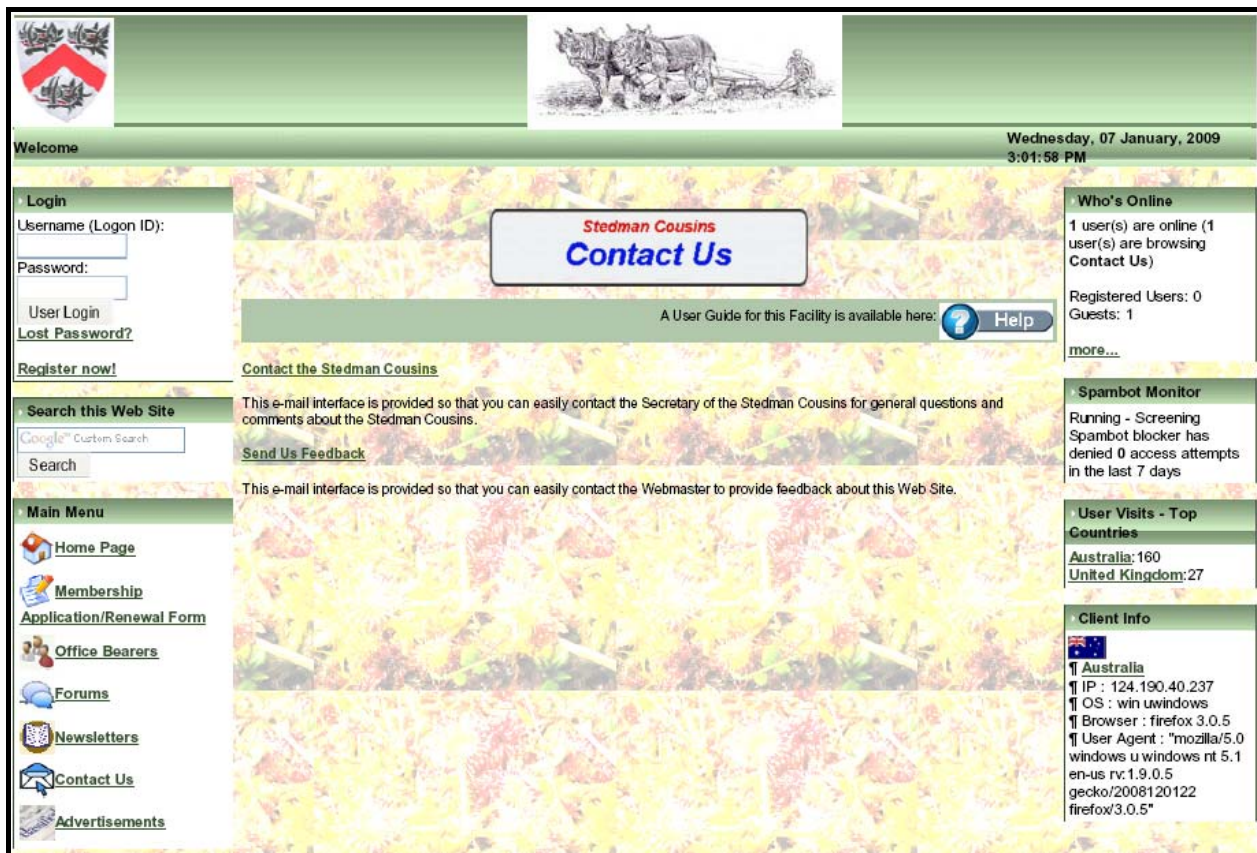 Welcome
Wednesday, 07 January, 2009
3:01:58 PM
Login
Username (Logon ID):
Password:
User Login
Lost Password?
Register now!
Search this Web Site
Google™ Custom Search
Search
Main Menu
Home Page
Membership
Application/Renewal Form
Office Bearers
Forums
Newsletters
Contact Us
Advertisements
Stedman Cousins
Contact Us
A User Guide for this Facility is available here:
? Help
Contact the Stedman Cousins
This e-mail interface is provided so that you can easily contact the Secretary of the Stedman Cousins for general questions and
comments about the Stedman Cousins.
Send Us Feedback
This e-mail interface is provided so that you can easily contact the Webmaster to provide feedback about this Web Site.
Who's Online
1 user(s) are online (1
user(s) are browsing
Contact Us)
Registered Users: 0
Guests: 1
more...
Spambot Monitor
Running - Screening
Spambot blocker has
denied 0 access attempts
in the last 7 days
User Visits - Top
Countries
Australia:160
United Kingdom:27
Client Info
¶ Australia
¶ IP : 124.190.40.237
¶ OS : win uwindows
¶ Browser : firefox 3.0.5
¶ User Agent : "mozilla/5.0
windows u windows nt 5.1
en-us rv:1.9.0.5
gecko/2008120122
firefox/3.0.5"